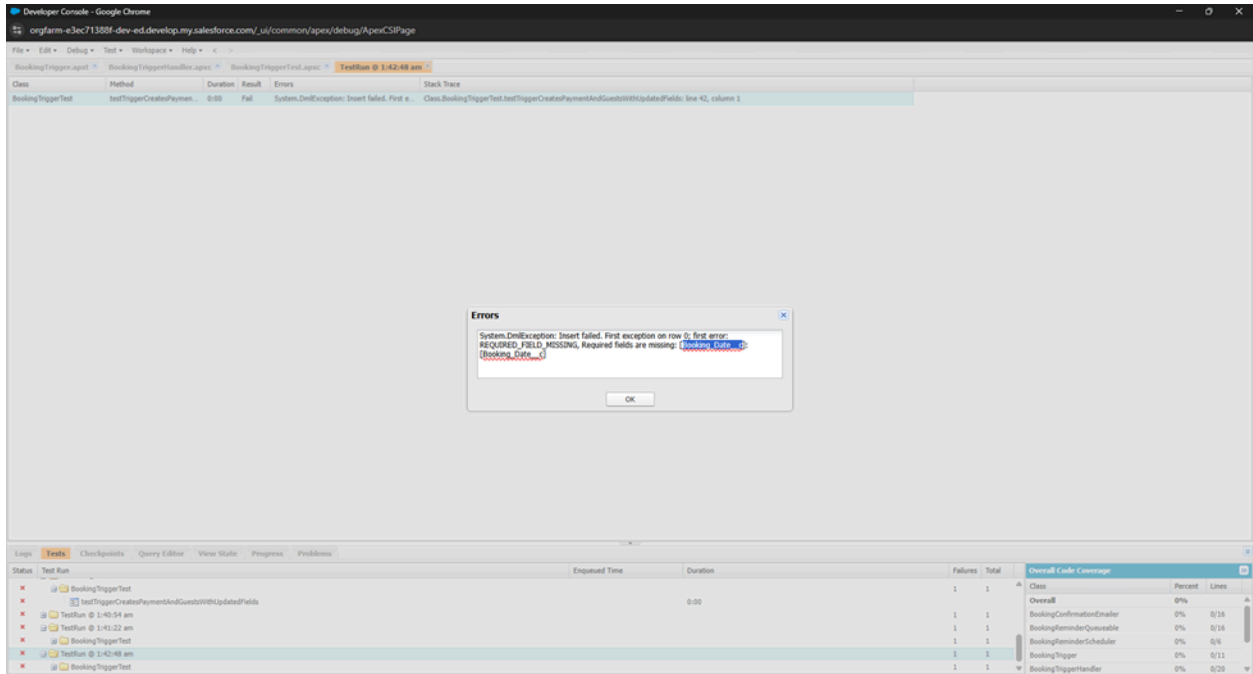 Developer Console - Google Chrome
orgfarm-e3ec71388f-dev-ed.develop.my.salesforce.com/_ui/common/apex/debug/ApexCSIPage
File Edit Debug Test Workspace Help < >
BookingTrigger.apxt BookingTriggerHandler.apxc BookingTriggerTest.apxc TestRun @ 1:42:48 am
Class Method Duration Result Errors Stack Trace
BookingTriggerTest testTriggerCreatesPaymen... 0:00 Fail System.DmlException: Insert failed. First e... Class.BookingTriggerTest.testTriggerCreatesPaymentAndGuestsWithUpdatedFields: line 42, column 1
Errors
System.DmlException: Insert failed. First exception on row 0; first error:
REQUIRED_FIELD_MISSING, Required fields are missing: [Booking_Date__c]:
[Booking_Date__c]
OK
Logs Tests Checkpoints Query Editor View State Progress Problems
Status Test Run Enqueued Time Duration Failures Total Overall Code Coverage
BookingTriggerTest 1 1 Class Percent Lines
testTriggerCreatesPaymentAndGuestsWithUpdatedFields 0:00 Overall 0%
TestRun @ 1:40:54 am 1 1 BookingConfirmationEmailer 0% 0/16
TestRun @ 1:41:22 am 1 1 BookingReminderQueueable 0% 0/16
BookingTriggerTest 1 1 BookingReminderScheduler 0% 0/6
TestRun @ 1:42:48 am 1 1 BookingTrigger 0% 0/11
BookingTriggerTest 1 1 BookingTriggerHandler 0% 0/20